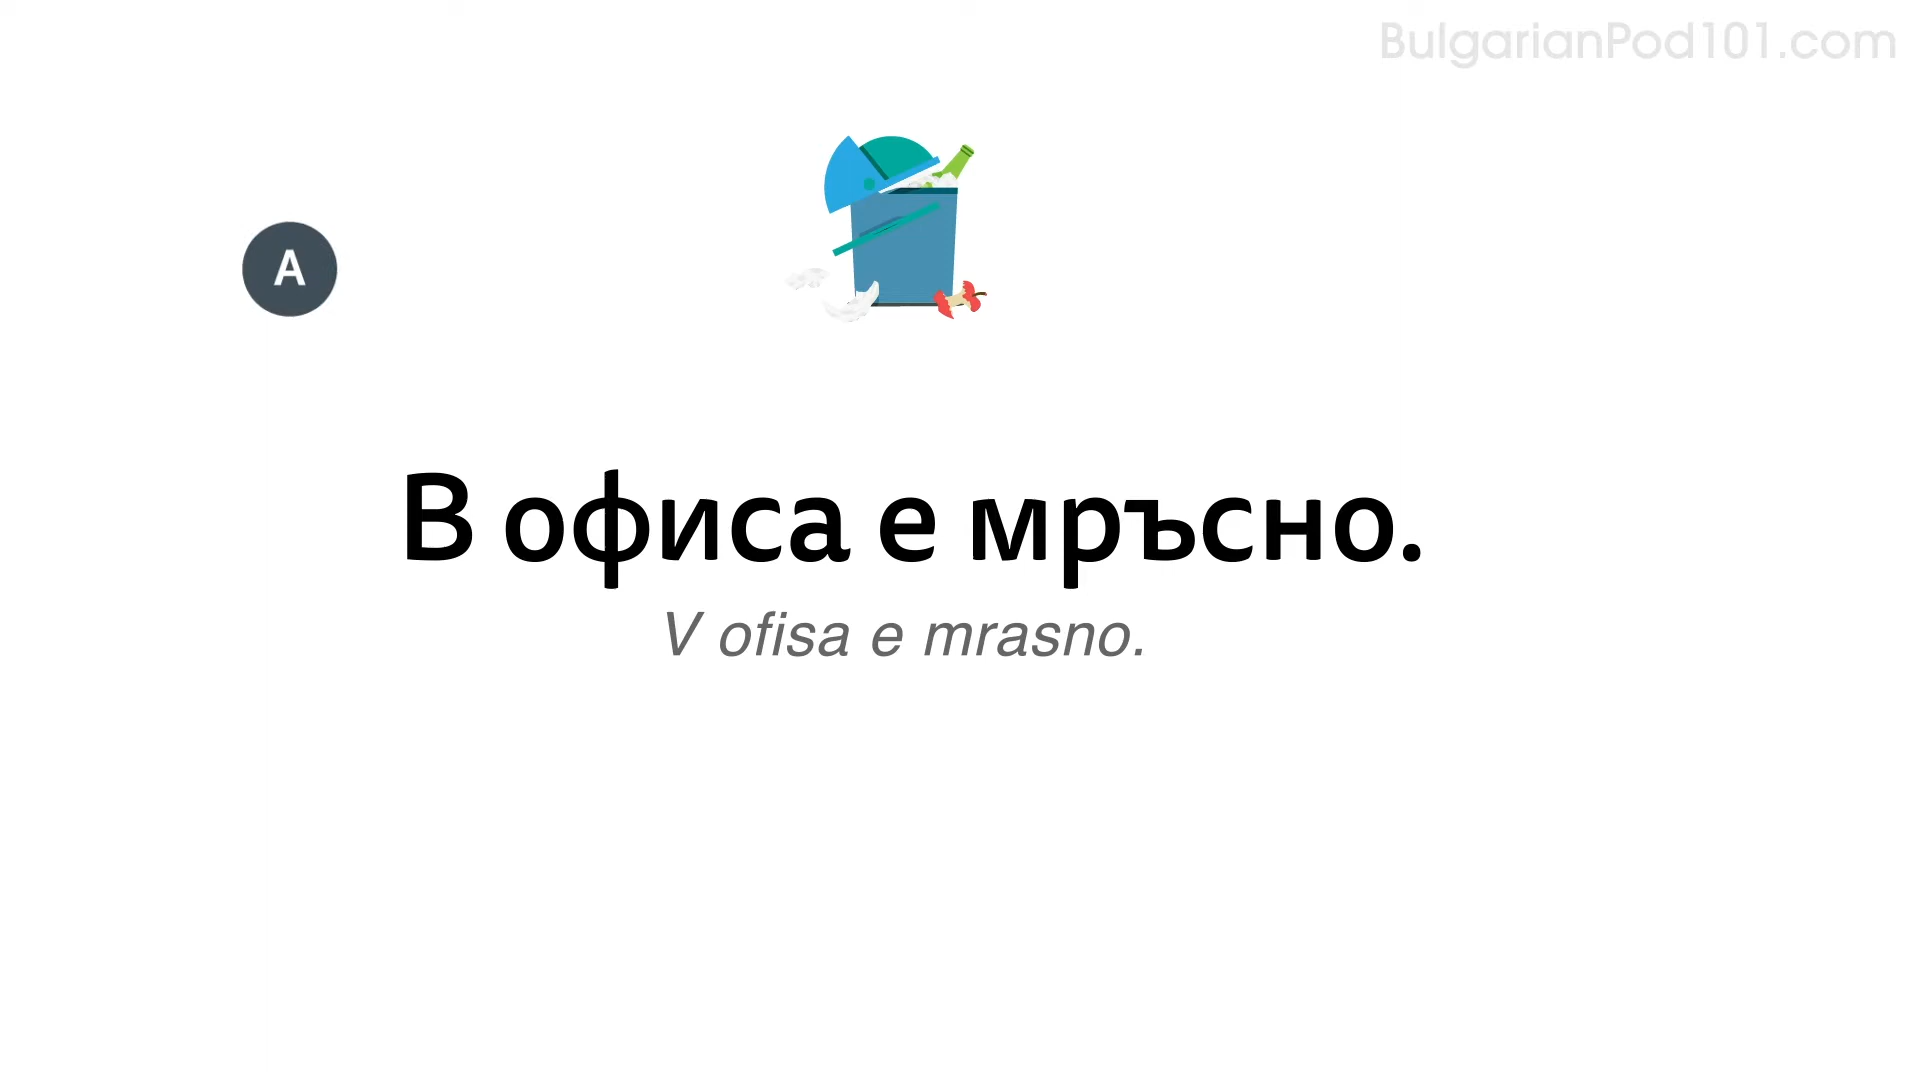 BulgarianPod101.com
A
В офиса е мръсно.
V ofisa e mrasno.